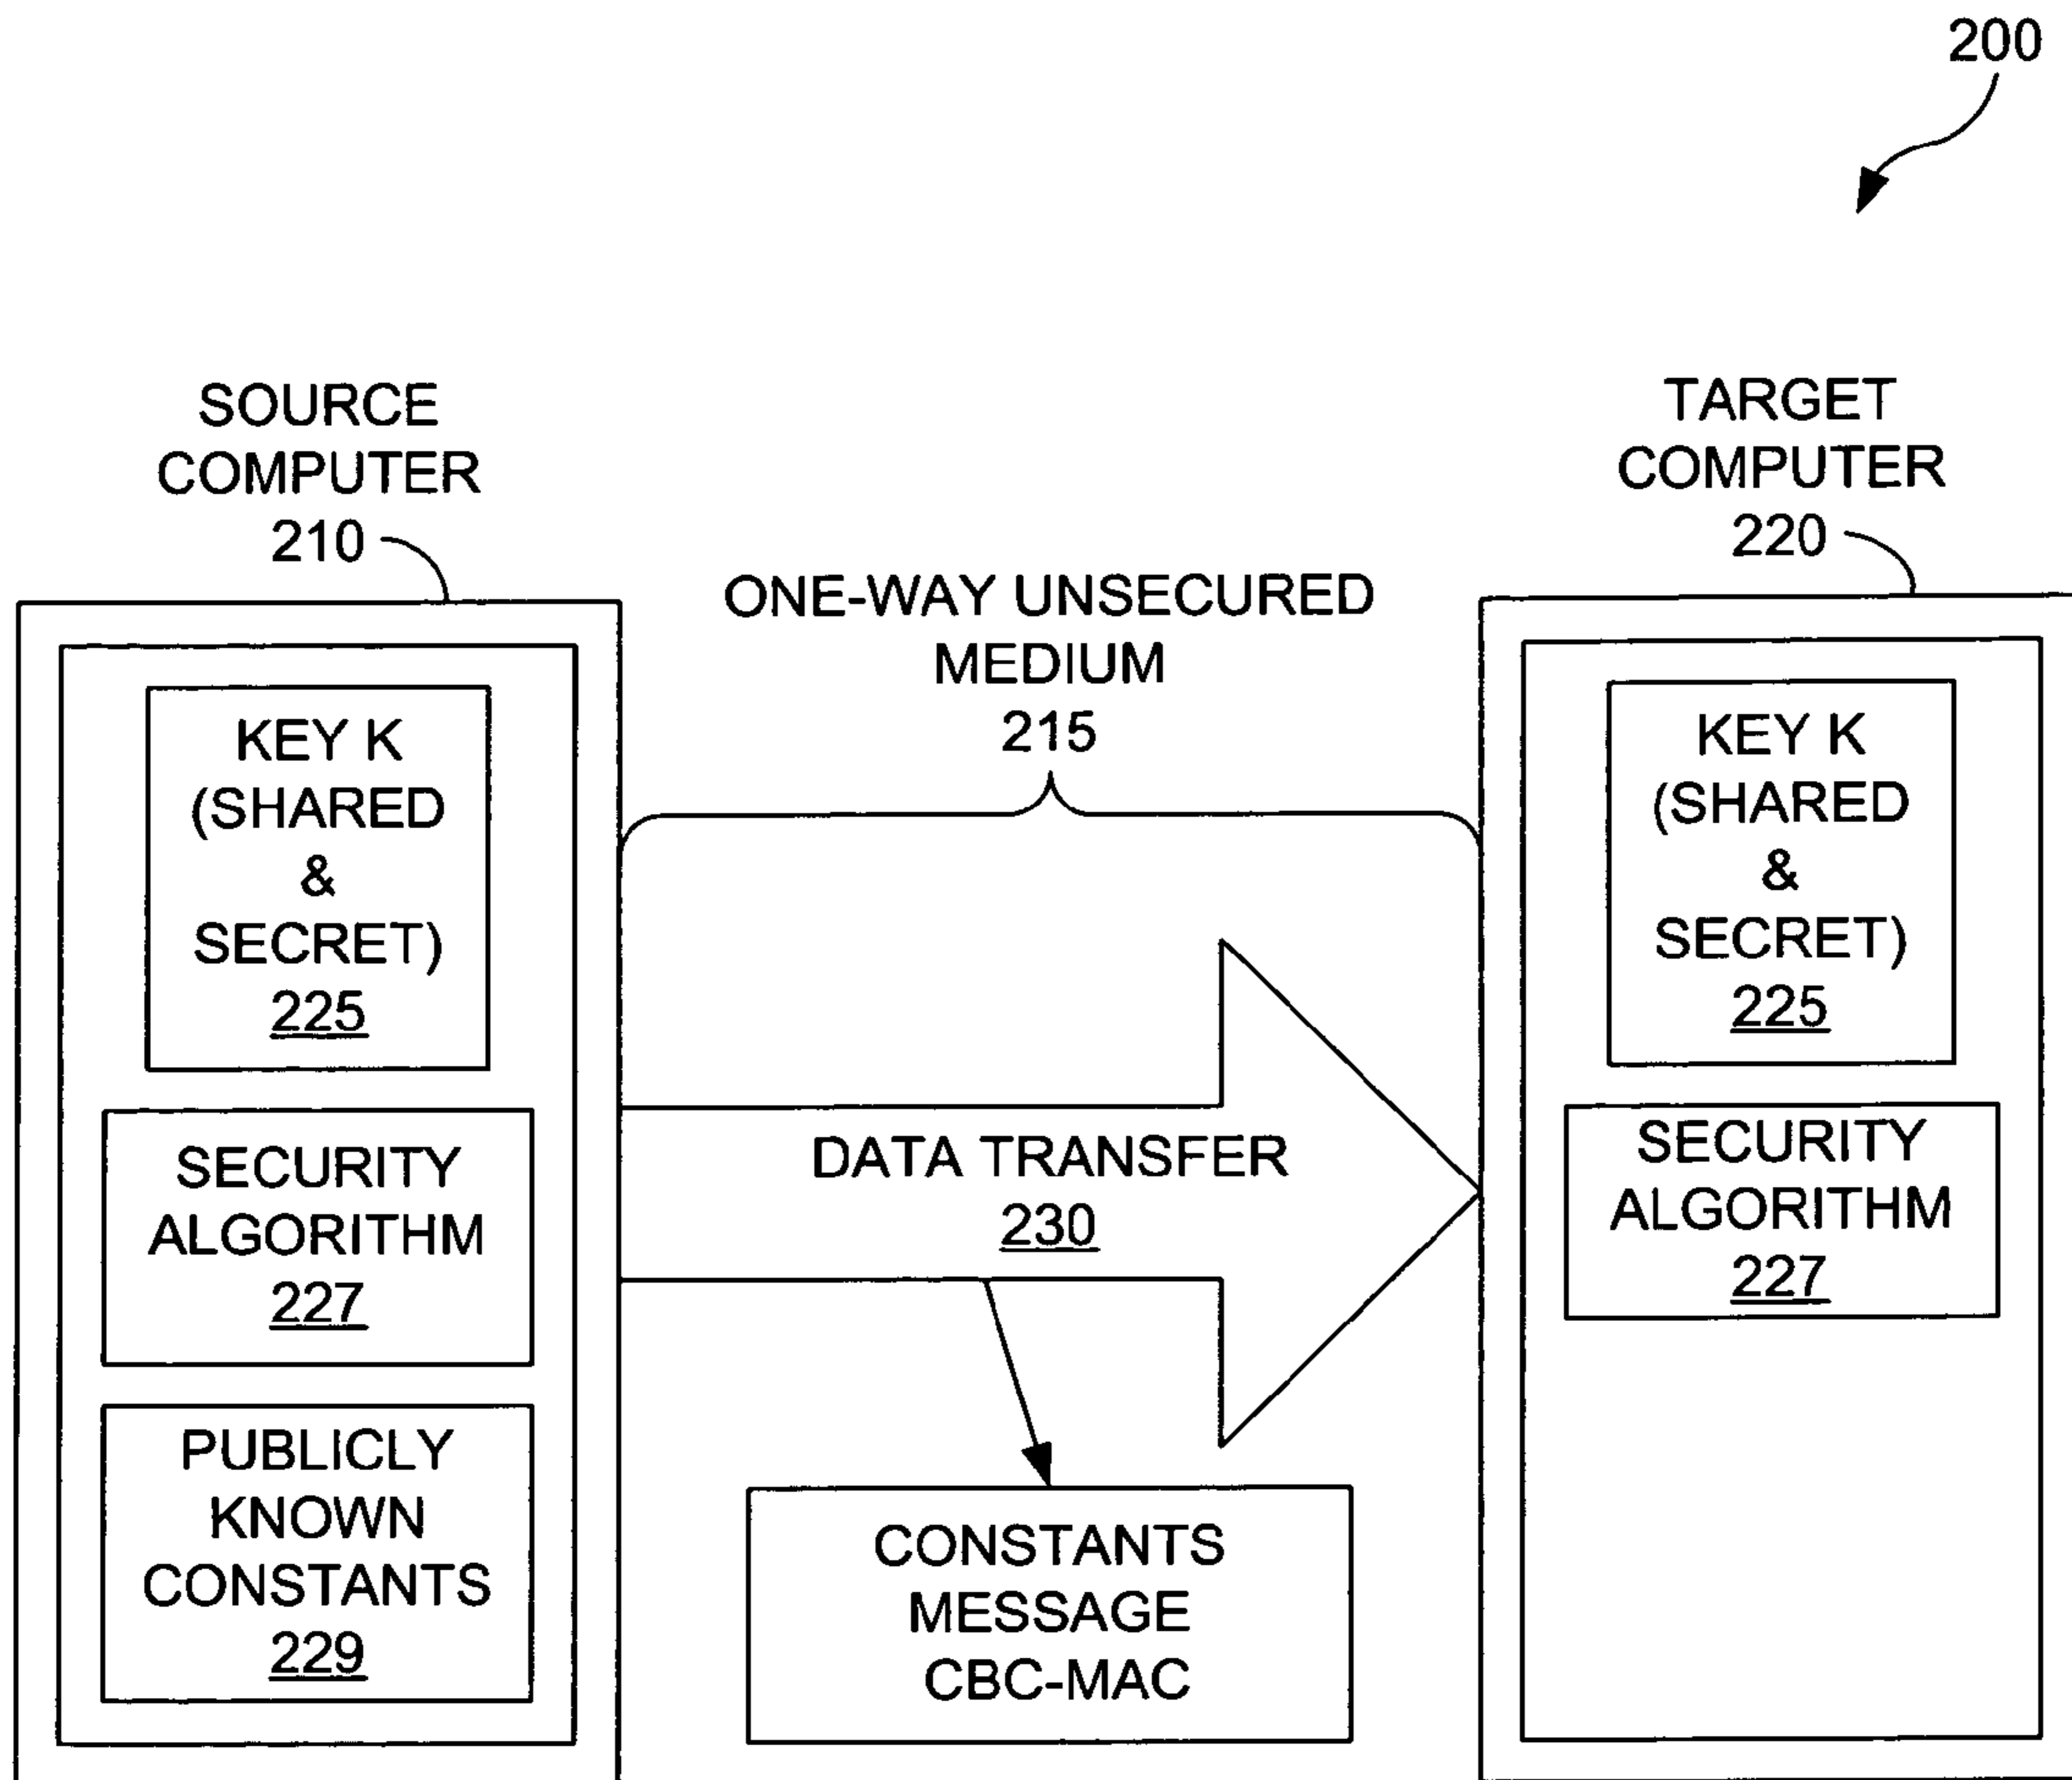 200
SOURCE
COMPUTER
210
TARGET
COMPUTER
220
ONE-WAY UNSECURED
MEDIUM
215
KEY K
(SHARED
&
SECRET)
225
SECURITY
ALGORITHM
227
PUBLICLY
KNOWN
CONSTANTS
229
DATA TRANSFER
230
CONSTANTS
MESSAGE
CBC-MAC
KEY K
(SHARED
&
SECRET)
225
SECURITY
ALGORITHM
227